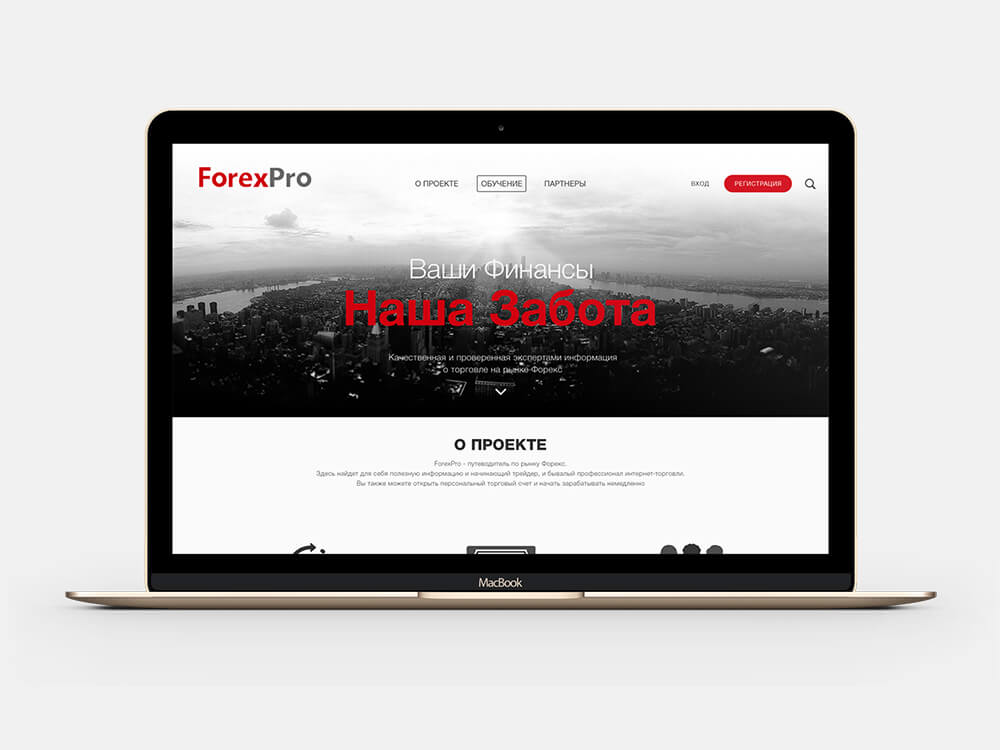 ForexPro
О ПРОЕКТЕ ОБУЧЕНИЕ ПАРТНЕРЫ ВХОД РЕГИСТРАЦИЯ
Ваши Финансы
Наша Забота
Качественная и проверенная экспертами информация
о торговле на рынке Форекс
О ПРОЕКТЕ
ForexPro - путеводитель по рынку Форекс.
Здесь найдет для себя полезную информацию и начинающий трейдер, и бывалый профессионал интернет-торговли.
Вы также можете открыть персональный торговый счет и начать зарабатывать немедленно
MacBook